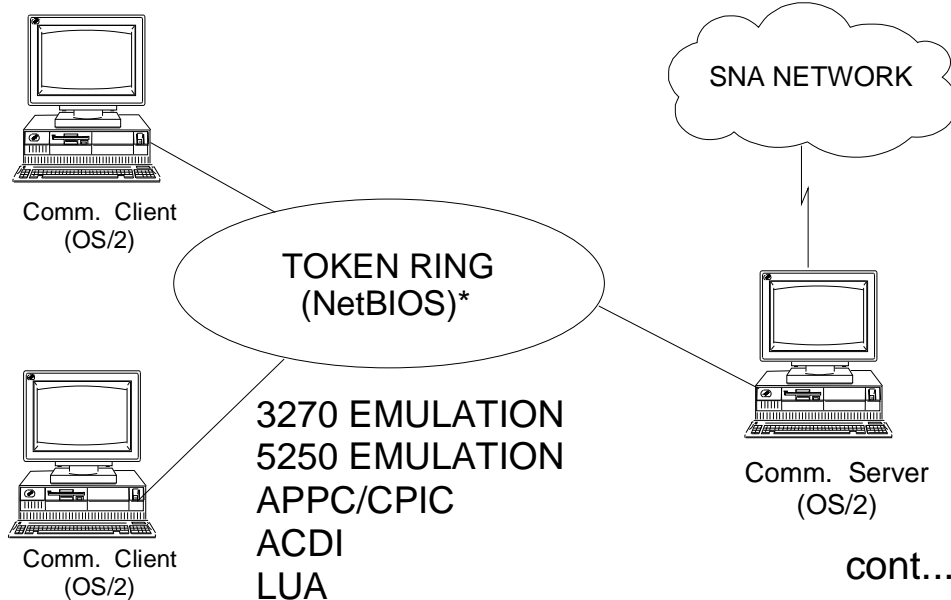 SNA NETWORK
Comm. Client
(OS/2)
TOKEN RING
(NetBIOS)*
3270 EMULATION
5250 EMULATION
APPC/CPIC
ACDI
LUA
Comm. Client
(OS/2)
Comm. Server
(OS/2)
cont...